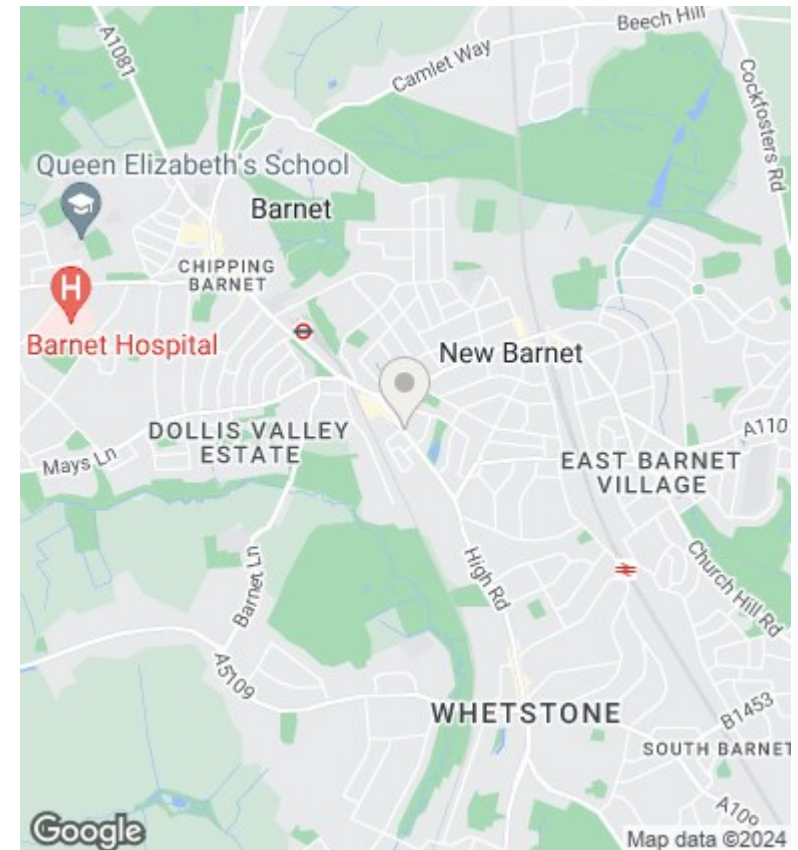 A1081
Beech Hill
Camlet Way
Cockfosters Rd
Queen Elizabeth's School
Barnet
CHIPPING
BARNET
H
Barnet Hospital
New Barnet
DOLLIS VALLEY
ESTATE
Mays Ln
A110
EAST BARNET
VILLAGE
Barnet Ln
High Rd
Church Hill Rd
A5109
WHETSTONE
B1453
SOUTH BARNET
A109
Google
Map data ©2024